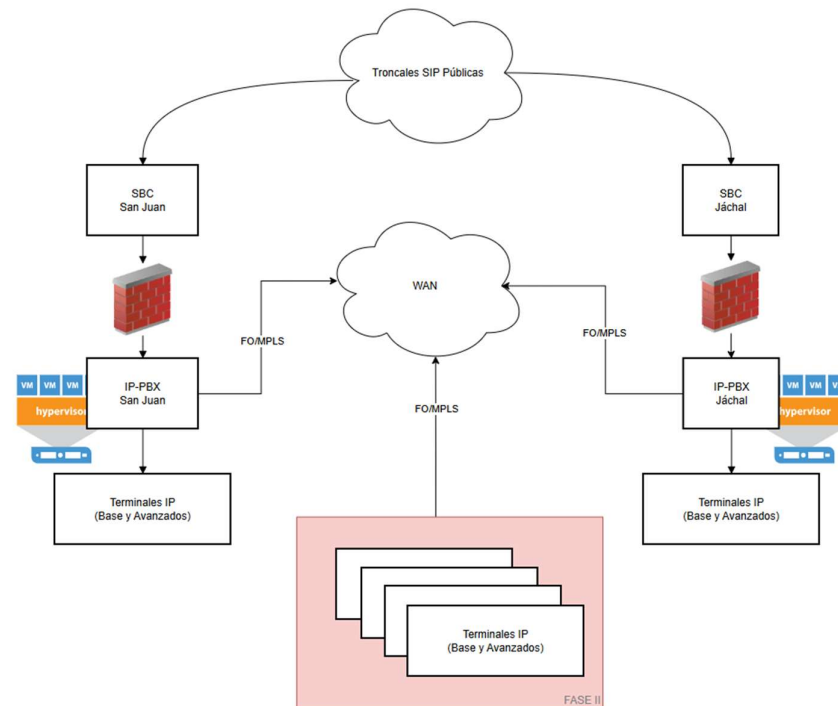 Troncales SIP Públicas
SBC
San Juan
SBC
Jáchal
WAN
FO/MPLS
FO/MPLS
FO/MPLS
VM VM VM
IP-PBX
San Juan
hypervisor
IP-PBX
Jáchal
VM VM VM
hypervisor
Terminales IP
(Base y Avanzados)
Terminales IP
(Base y Avanzados)
Terminales IP
(Base y Avanzados)
FASE II